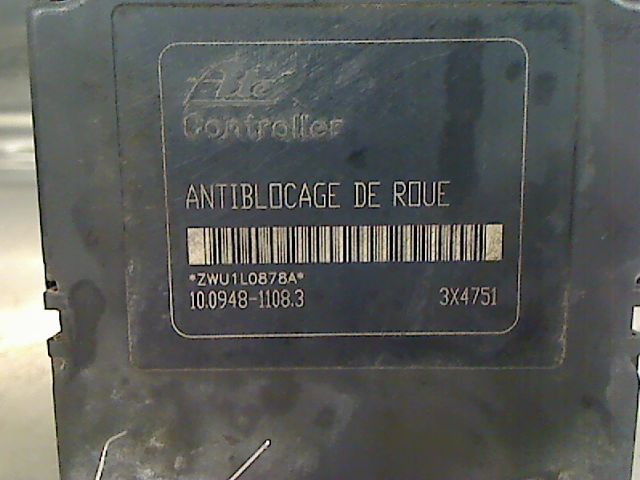 Ate
Controller
ANTIBLOCAGE DE ROUE
*ZWU1L0878A*
10.0948-1108.3 3X4751